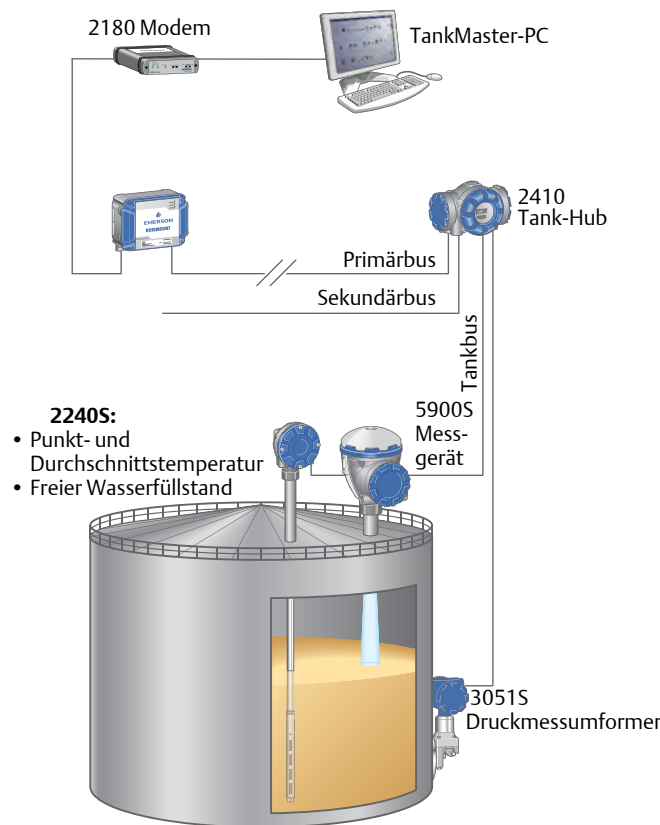 2180 Modem
TankMaster-PC
EMERSON
ROSEMOUNT
2410
Tank-Hub
Primärbus
Sekundärbus
Tankbus
2240S:
• Punkt- und
Durchschnittstemperatur
• Freier Wasserfüllstand
5900S
Mess-
gerät
3051S
Druckmessumformer